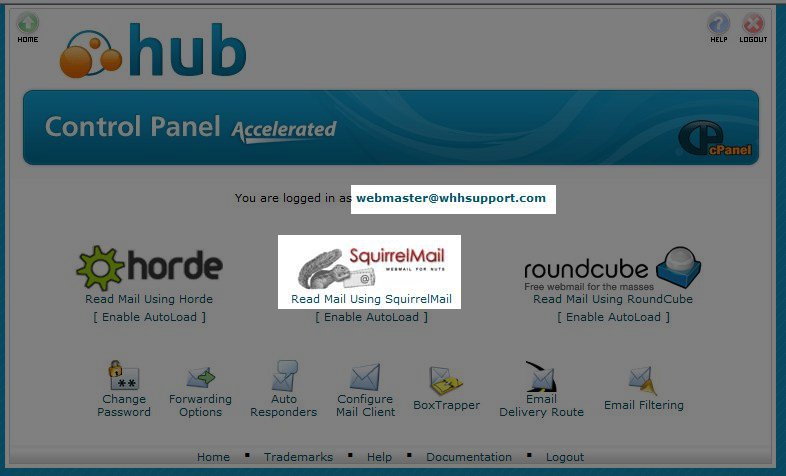 HOME
hub
HELP
LOGOUT
Control Panel Accelerated
cPanel
You are logged in as webmaster@whhsupport.com
horde
SquirrelMail
WEBMAIL FOR NUTS
roundcube
Free webmail for the masses
Read Mail Using Horde
Read Mail Using SquirrelMail
Read Mail Using RoundCube
[ Enable AutoLoad ]
[ Enable AutoLoad ]
[ Enable AutoLoad ]
Change
Password
Forwarding
Options
Auto
Responders
Configure
Mail Client
BoxTrapper
Email
Delivery Route
Email Filtering
Home ▪ Trademarks ▪ Help ▪ Documentation ▪ Logout